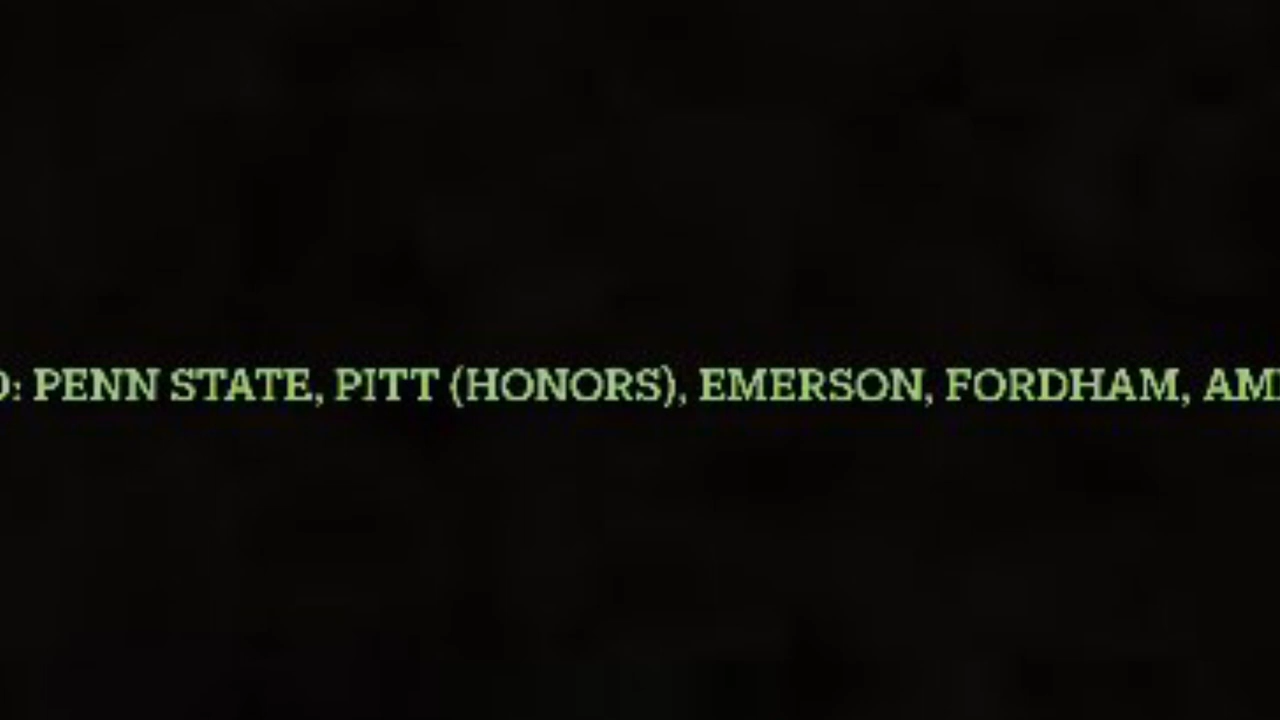 PENN STATE, PITT (HONORS), EMERSON, FORDHAM,